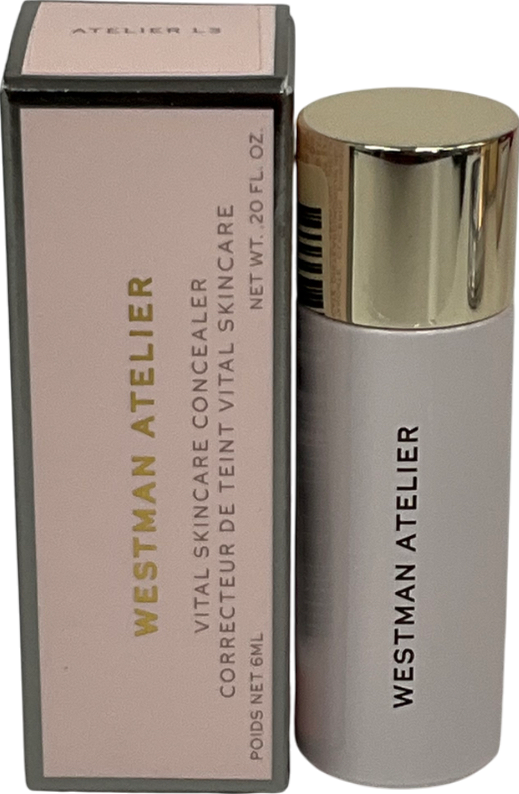 ATELIER L3
WESTMAN ATELIER
VITAL SKINCARE CONCEALER
CORRECTEUR DE TEINT VITAL SKINCARE
POIDS NET 6ML
NET WT. .20 FL. OZ.
WESTMAN ATELIER